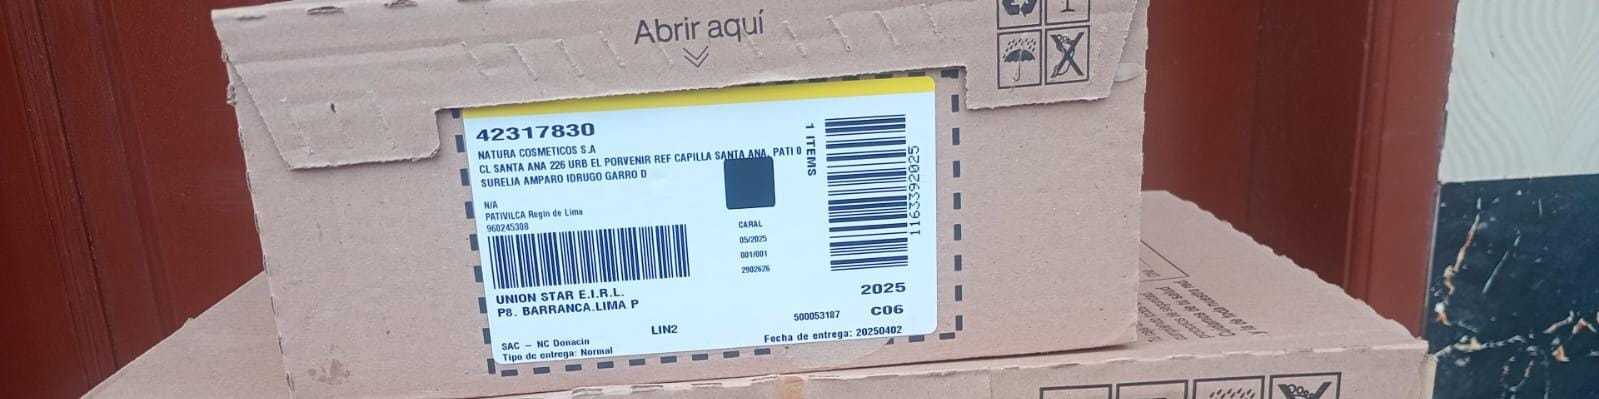 Abrir aquí
42317830
NATURA COSMETICOS S.A
CL SANTA ANA 226 URB EL PORVENIR REF CAPILLA SANTA ANA, PATI 0
SURELIA AMPARO IDRUGO GARRO D
N/A
PATIVILCA Regin de Lima
960245308
1 ITEMS
1163392025
CARAL
05/2025
001/001
2902626
UNION STAR E.I.R.L.
P8. BARRANCA.LIMA P
2025
500053187
C06
LIN2
SAC – NC Donacin
Tipo de entrega: Normal
Fecha de entrega: 20250402